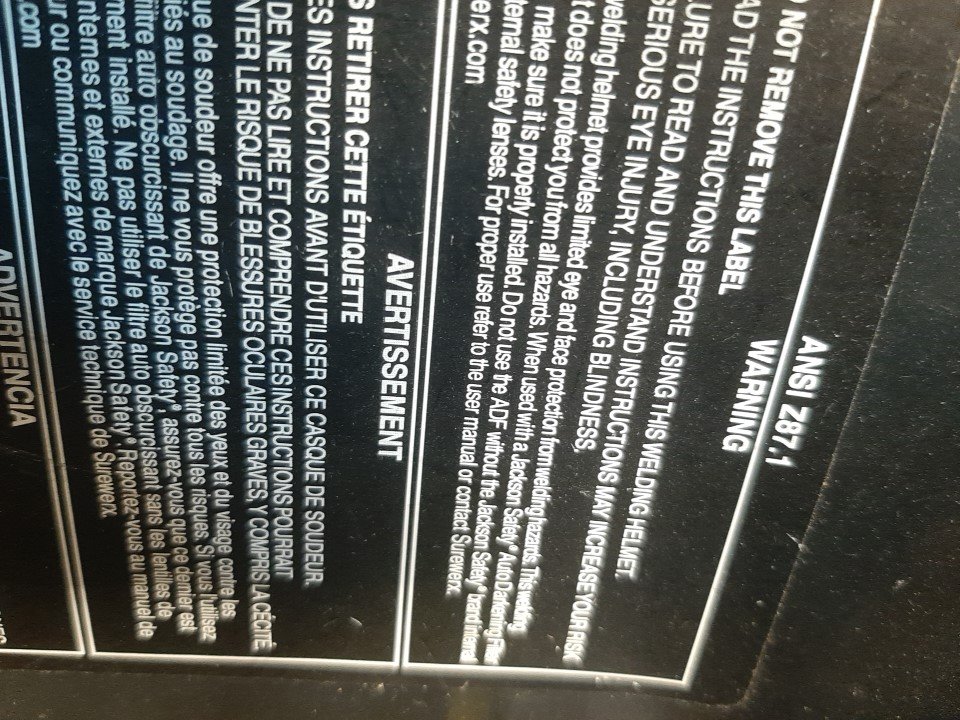 ANSI Z87.1
WARNING
NOT REMOVE THIS LABEL
AD THE INSTRUCTIONS BEFORE USING THIS WELDING HELMET.
LURE TO READ AND UNDERSTAND INSTRUCTIONS MAY INCREASE YOUR RISK
SERIOUS EYE INJURY, INCLUDING BLINDNESS.
welding helmet provides limited eye and face protection from welding hazards. This welding
t does not protect you from all hazards. When used with a Jackson Safety® Auto Darkening Filter
make sure it is properly installed. Do not use the ADF without the Jackson Safety® brand internal
ternal safety lenses. For proper use refer to the user manual or contact Surewerx
erx.com
AVERTISSEMENT
S RETIRER CETTE ÉTIQUETTE
ES INSTRUCTIONS AVANT D'UTILISER CE CASQUE DE SOUDEUR.
DE NE PAS LIRE ET COMPRENDRE CES INSTRUCTIONS POURRAIT
NTER LE RISQUE DE BLESSURES OCULAIRES GRAVES, Y COMPRIS LA CÉCITÉ.
ue de soudeur offre une protection limitée des yeux et du visage contre les
iés au soudage. Il ne vous protège pas contre tous les risques. Si vous l'utilisez
filtre auto obscurcissant de Jackson Safety®, assurez-vous que ce dernier est
ment installé. Ne pas utiliser le filtre auto obscurcissant sans les lentilles de
nternes et externes de marque Jackson Safety®. Reportez-vous au manuel de
r ou communiquez avec le service technique de Surewerx
.com
ADVERTENCIA